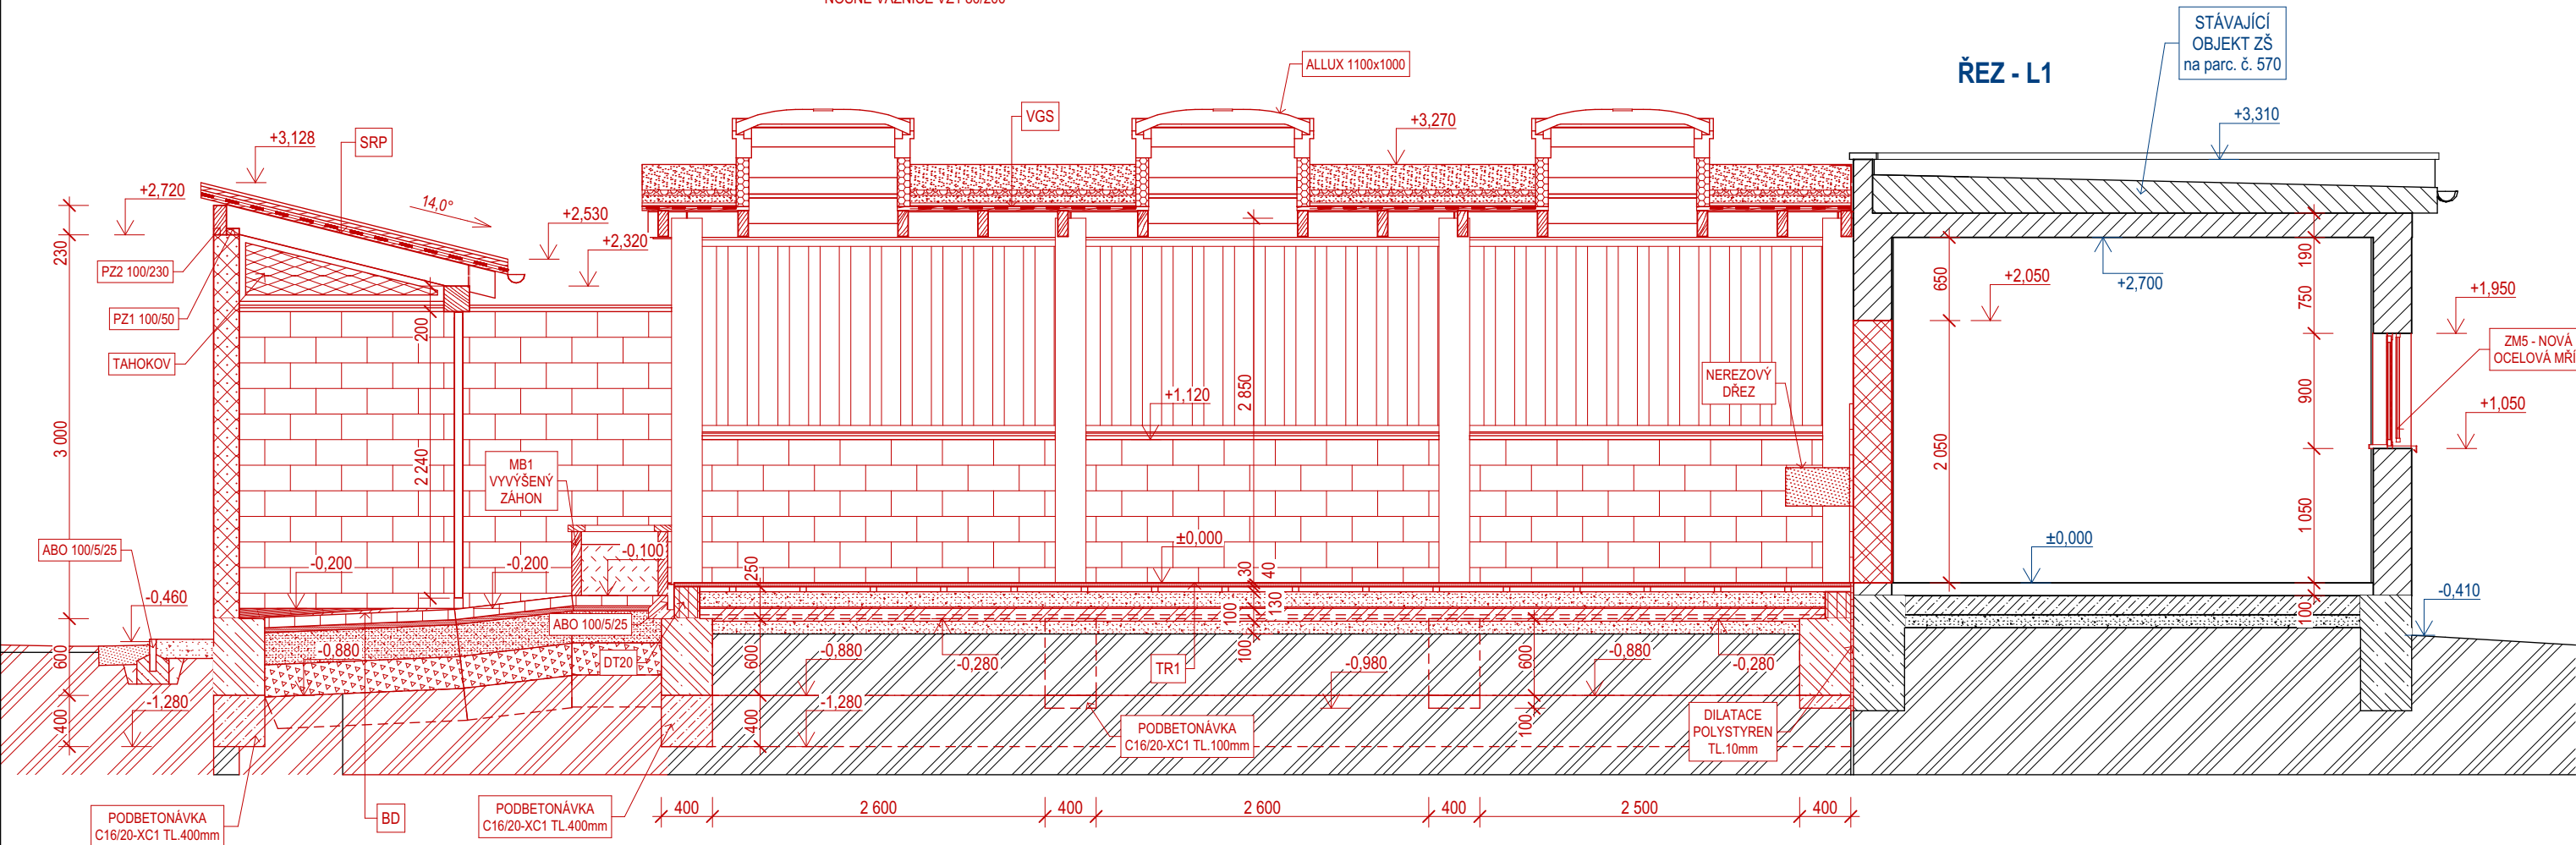 STÁVAJÍCÍ
OBJEKT ZŠ
na parc. č. 570
ŘEZ - L1
ALLUX 1100x1000
VGS
+3,270
+3,310
+3,128
SRP
14,0°
+2,720
+2,530
+2,320
230
PZ2 100/230
PZ1 100/50
TAHOKOV
200
2 240
3 000
2 850
+1,120
650
+2,050
+2,700
190
750
+1,950
ZM5 - NOVÁ
900
+1,050
NEREZOVÝ
DŘEZ
2 050
1 050
MB1
VYVÝŠENÝ
ZÁHON
ABO 100/5/25
-0,200
-0,200
-0,100
250
±0,000
30
40
±0,000
-0,460
-0,410
ABO 100/5/25
100
130
100
100
600
-0,880
DT20
600
-0,880
-0,280
TR1
-0,980
600
-0,880
-0,280
400
-1,280
400
-1,280
100
PODBETONÁVKA
C16/20-XC1 TL.100mm
DILATACE
POLYSTYREN
TL.10mm
PODBETONÁVKA
C16/20-XC1 TL.400mm
BD
PODBETONÁVKA
C16/20-XC1 TL.400mm
400
2 600
400
2 600
400
2 500
400